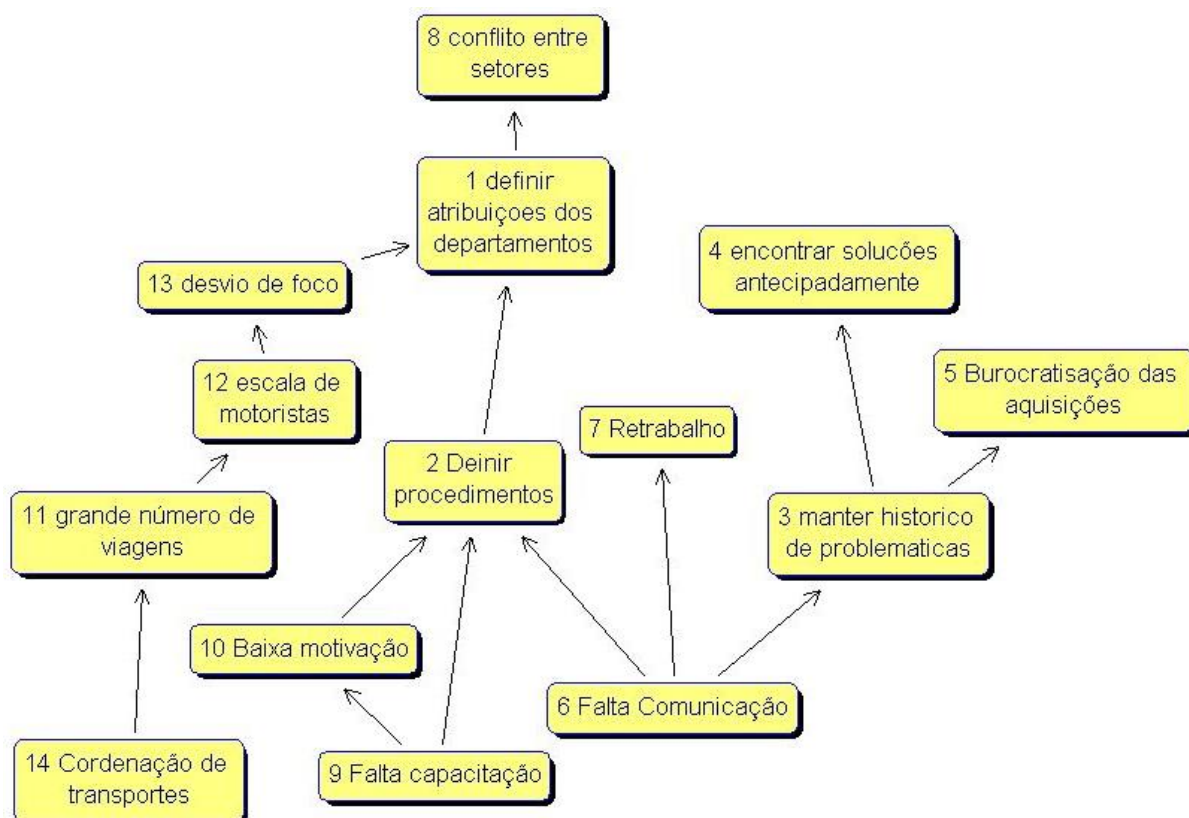 8 conflito entre
setores
1 definir
atribuiçoes dos
departamentos
4 encontrar solucões
antecipadamente
13 desvio de foco
12 escala de
motoristas
5 Burocratisação das
aquisições
7 Retrabalho
2 Deinir
procedimentos
11 grande número de
viagens
3 manter historico
de problematicas
10 Baixa motivação
6 Falta Comunicação
14 Cordenação de
transportes
9 Falta capacitação